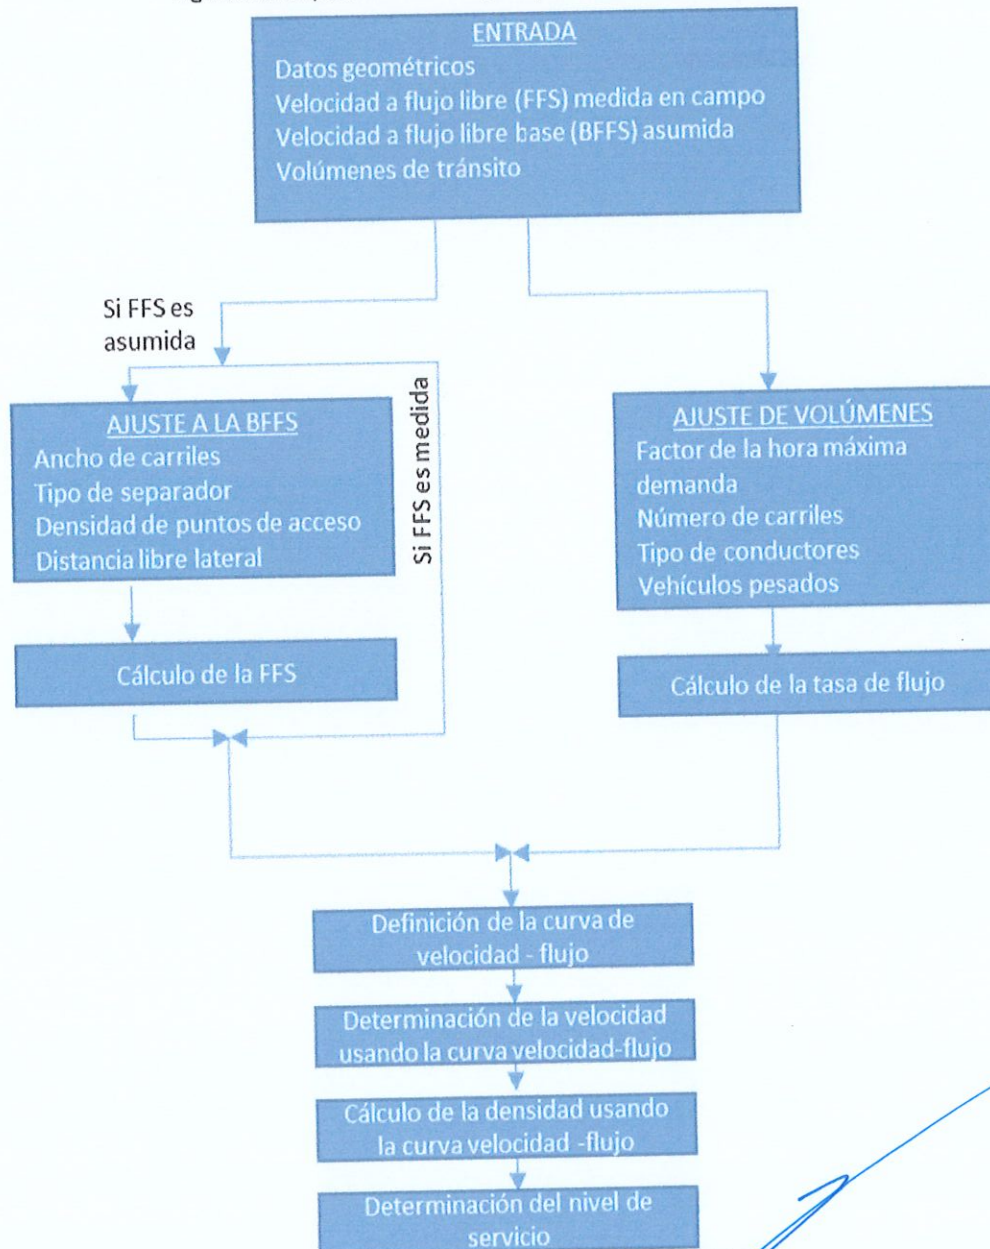 ENTRADA
Datos geométricos
Velocidad a flujo libre (FFS) medida en campo
Velocidad a flujo libre base (BFFS) asumida
Volúmenes de tránsito
Si FFS es
asumida
AJUSTE A LA BFFS
Ancho de carriles
Tipo de separador
Densidad de puntos de acceso
Distancia libre lateral
Si FFS es medida
AJUSTE DE VOLÚMENES
Factor de la hora máxima
demanda
Número de carriles
Tipo de conductores
Vehículos pesados
Cálculo de la FFS
Cálculo de la tasa de flujo
Definición de la curva de
velocidad - flujo
Determinación de la velocidad
usando la curva velocidad-flujo
Cálculo de la densidad usando
la curva velocidad -flujo
Determinación del nivel de
servicio